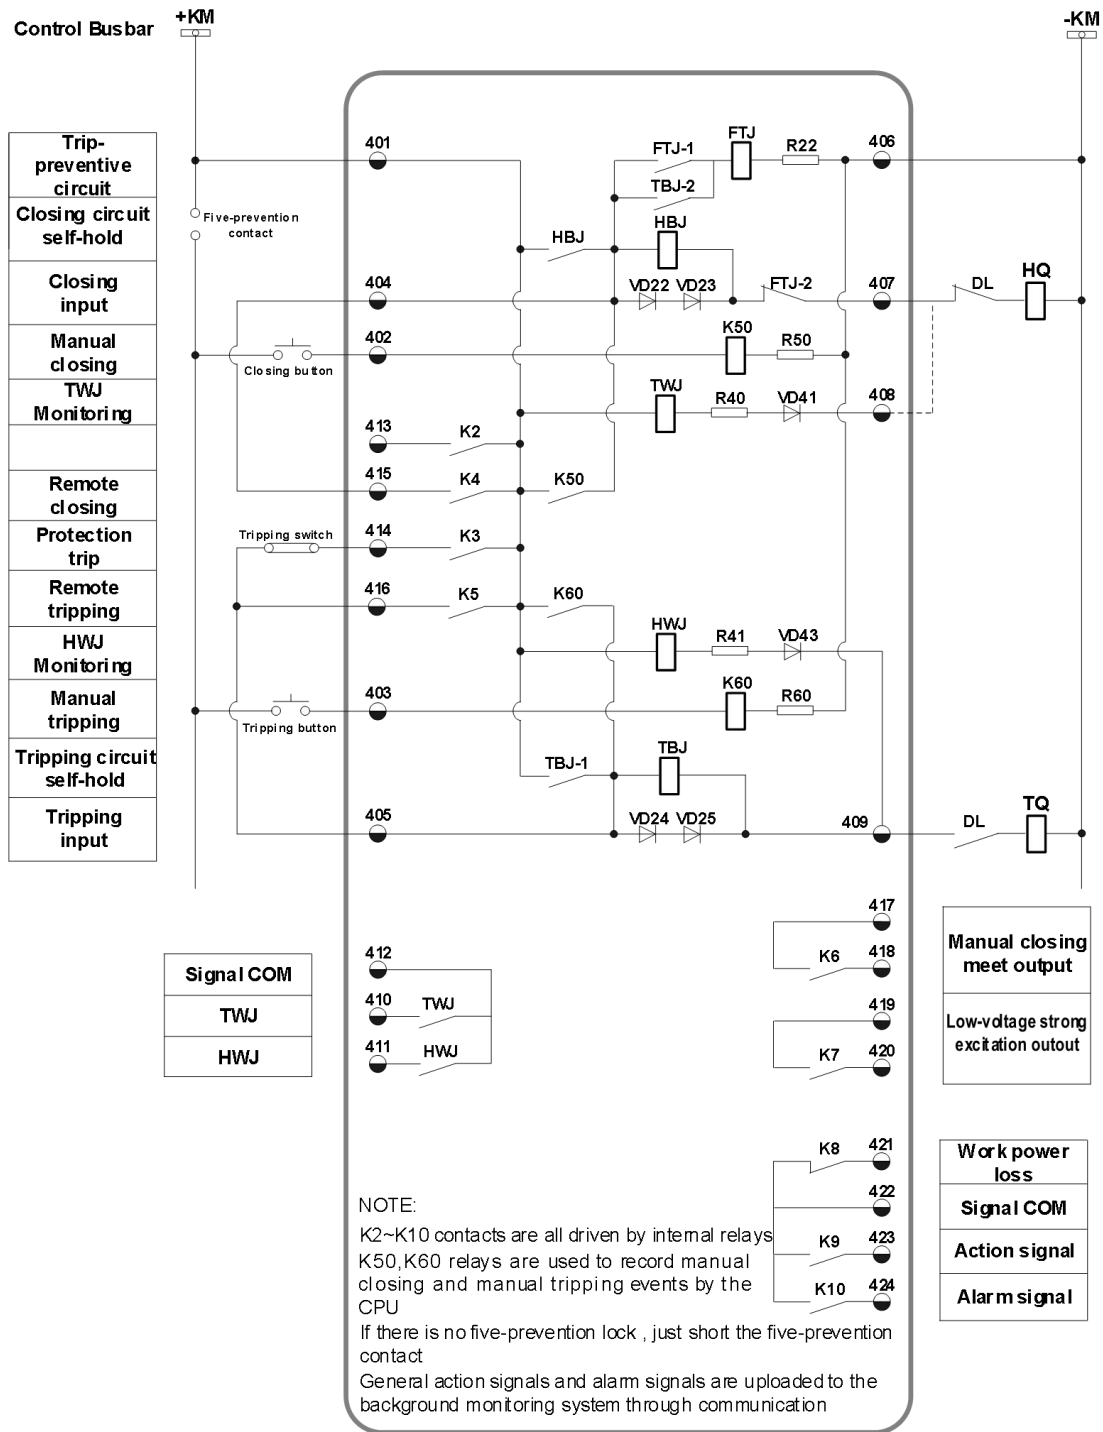 Control Busbar
+KM
-KM
Trip-
preventive
circuit
Closing circuit
self-hold
Closing
input
Manual
closing
TWJ
Monitoring
Remote
closing
Protection
trip
Remote
tripping
HWJ
Monitoring
Manual
tripping
Tripping circuit
self-hold
Tripping
input
401
FTJ-1
FTJ
R22
406
TBJ-2
Five-prevention
contact
HBJ
HBJ
404
VD22
VD23
FTJ-2
407
DL
HQ
Closing button
402
K50
R50
TWJ
R40
VD41
408
413
K2
415
K4
K50
Tripping switch
414
K3
416
K5
K60
HWJ
R41
VD43
Tripping button
403
K60
R60
TBJ-1
TBJ
405
VD24
VD25
409
DL
TQ
417
K6
418
Manual closing
meet output
419
K7
420
Low-voltage strong
excitation outout
Signal COM
TWJ
HWJ
412
410
TWJ
411
HWJ
K8
421
422
K9
423
K10
424
Work power
loss
Signal COM
Action signal
Alarm signal
NOTE:
K2~K10 contacts are all driven by internal relays
K50,K60 relays are used to record manual
closing and manual tripping events by the
CPU
If there is no five-prevention lock , just short the five-prevention
contact
General action signals and alarm signals are uploaded to the
background monitoring system through communication